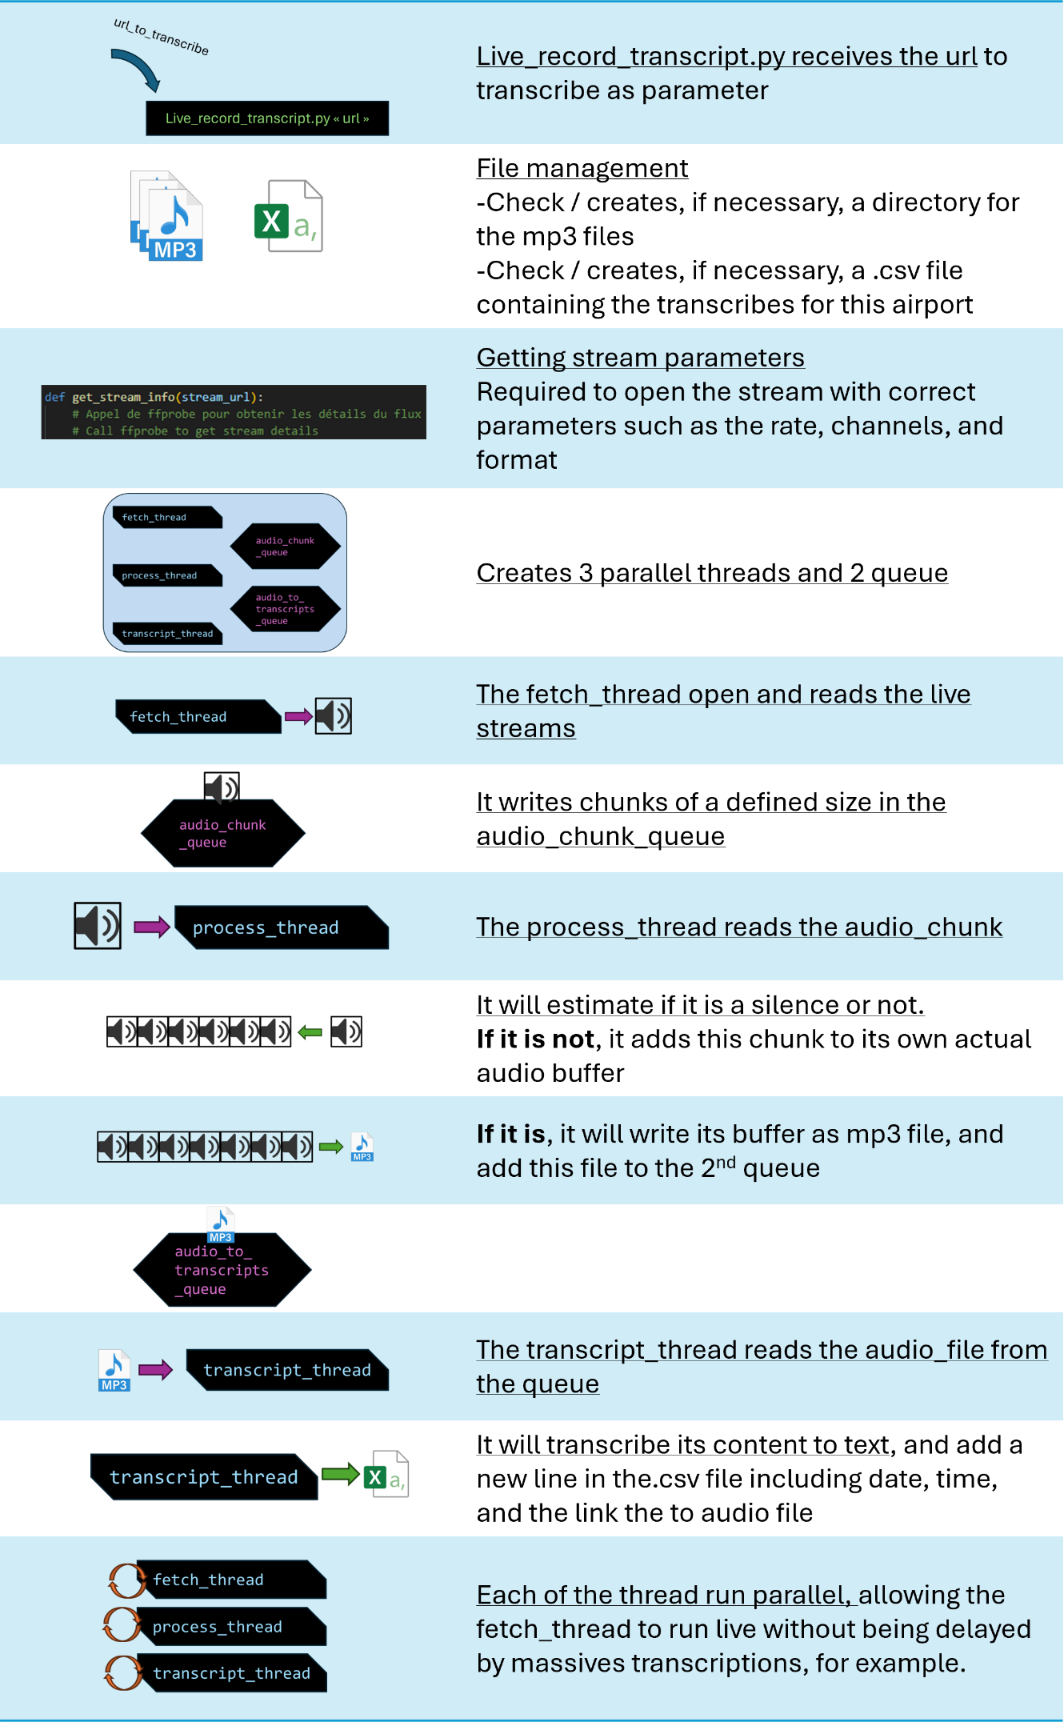 url_to_transcribe
Live_record_transcript.py « url »
Live_record_transcript.py receives the url to
transcribe as parameter
MP3
X a,
File management
-Check / creates, if necessary, a directory for
the mp3 files
-Check / creates, if necessary, a .csv file
containing the transcribes for this airport
def get_stream_info(stream_url):
# Appel de ffprobe pour obtenir les détails du flux
# Call ffprobe to get stream details
Getting stream parameters
Required to open the stream with correct
parameters such as the rate, channels, and
format
fetch_thread
audio_chunk
_queue
process_thread
audio_to_
transcripts
_queue
transcript_thread
Creates 3 parallel threads and 2 queue
fetch_thread
The fetch_thread open and reads the live
streams
audio_chunk
_queue
It writes chunks of a defined size in the
audio_chunk_queue
process_thread
The process_thread reads the audio_chunk
It will estimate if it is a silence or not.
If it is not, it adds this chunk to its own actual
audio buffer
MP3
If it is, it will write its buffer as mp3 file, and
add this file to the 2nd queue
MP3
audio_to_
transcripts
_queue
MP3
transcript_thread
The transcript_thread reads the audio_file from
the queue
transcript_thread
X a,
It will transcribe its content to text, and add a
new line in the.csv file including date, time,
and the link the to audio file
fetch_thread
process_thread
transcript_thread
Each of the thread run parallel, allowing the
fetch_thread to run live without being delayed
by massives transcriptions, for example.